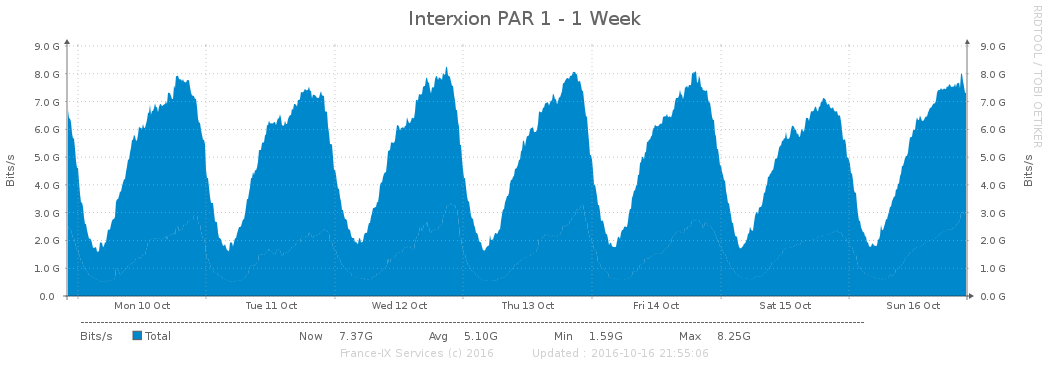 Interxion PAR 1 - 1 Week
RRDTOOL / TOBI OETIKER
Bits/s
9.0 G 9.0 G
8.0 G 8.0 G
7.0 G 7.0 G
6.0 G 6.0 G
5.0 G 5.0 G
4.0 G 4.0 G
3.0 G 3.0 G
2.0 G 2.0 G
1.0 G 1.0 G
0.0 0.0 G
Bits/s
Mon 10 Oct Tue 11 Oct Wed 12 Oct Thu 13 Oct Fri 14 Oct Sat 15 Oct Sun 16 Oct
Bits/s Total Now 7.37G Avg 5.10G Min 1.59G Max 8.25G
France-IX Services (c) 2016 Updated : 2016-10-16 21:55:06